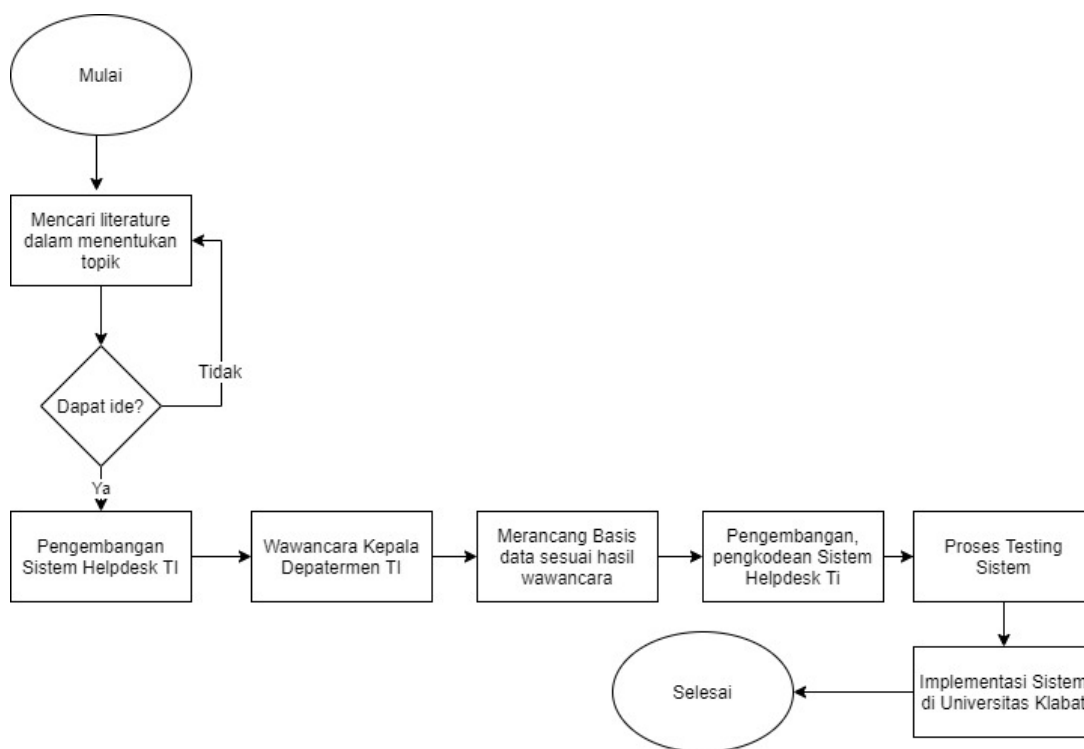 Mulai
Mencari literature
dalam menentukan
topik
Tidak
Dapat ide?
Ya
Pengembangan
Sistem Helpdesk TI
Wawancara Kepala
Depatermen TI
Merancang Basis
data sesuai hasil
wawancara
Pengembangan,
pengkodean Sistem
Helpdesk Ti
Proses Testing
Sistem
Implementasi Sistem
di Universitas Klabat
Selesai